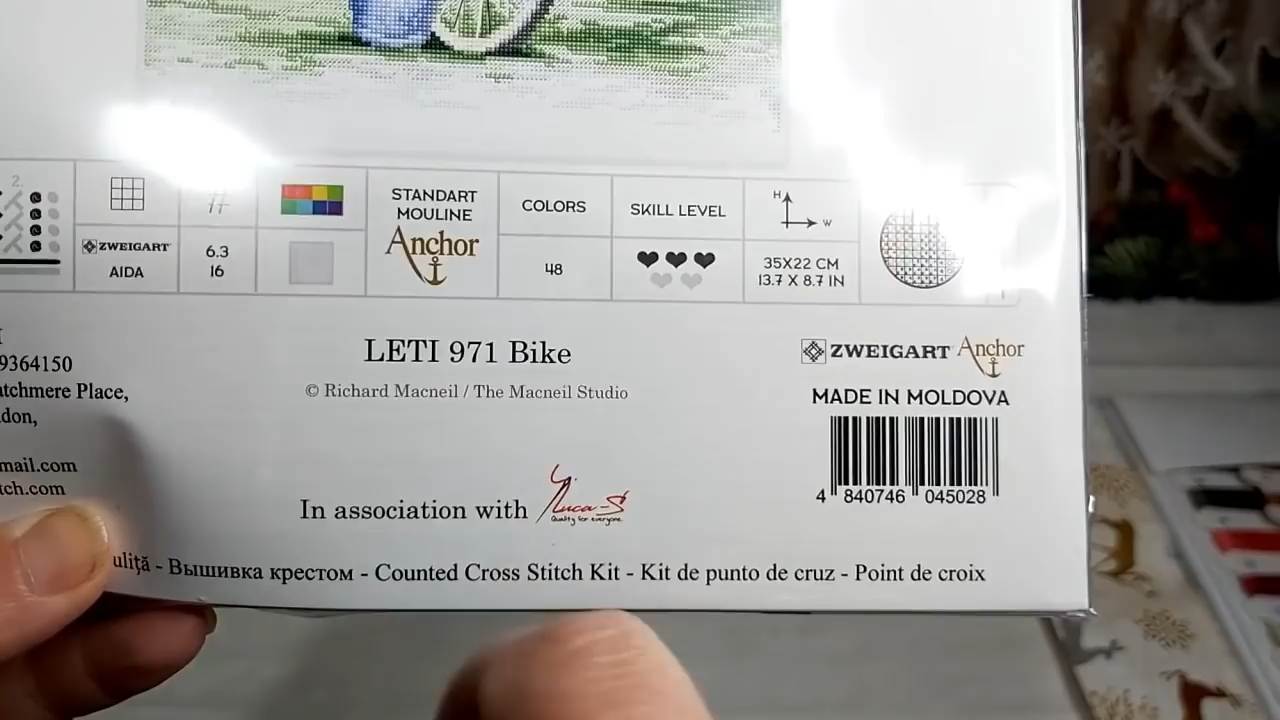 2.
#
STANDART
MOULINE
Anchor
COLORS
SKILL LEVEL
H
W
ZWEIGART
AIDA
6.3
16
48
35X22 CM
13.7 X 8.7 IN
9364150
atchmere Place,
don,
mail.com
tch.com
LETI 971 Bike
© Richard Macneil / The Macneil Studio
In association with Luca-S
Quality for everyone
ZWEIGART Anchor
MADE IN MOLDOVA
4 840746 045028
uliță - Вышивка крестом - Counted Cross Stitch Kit - Kit de punto de cruz - Point de croix